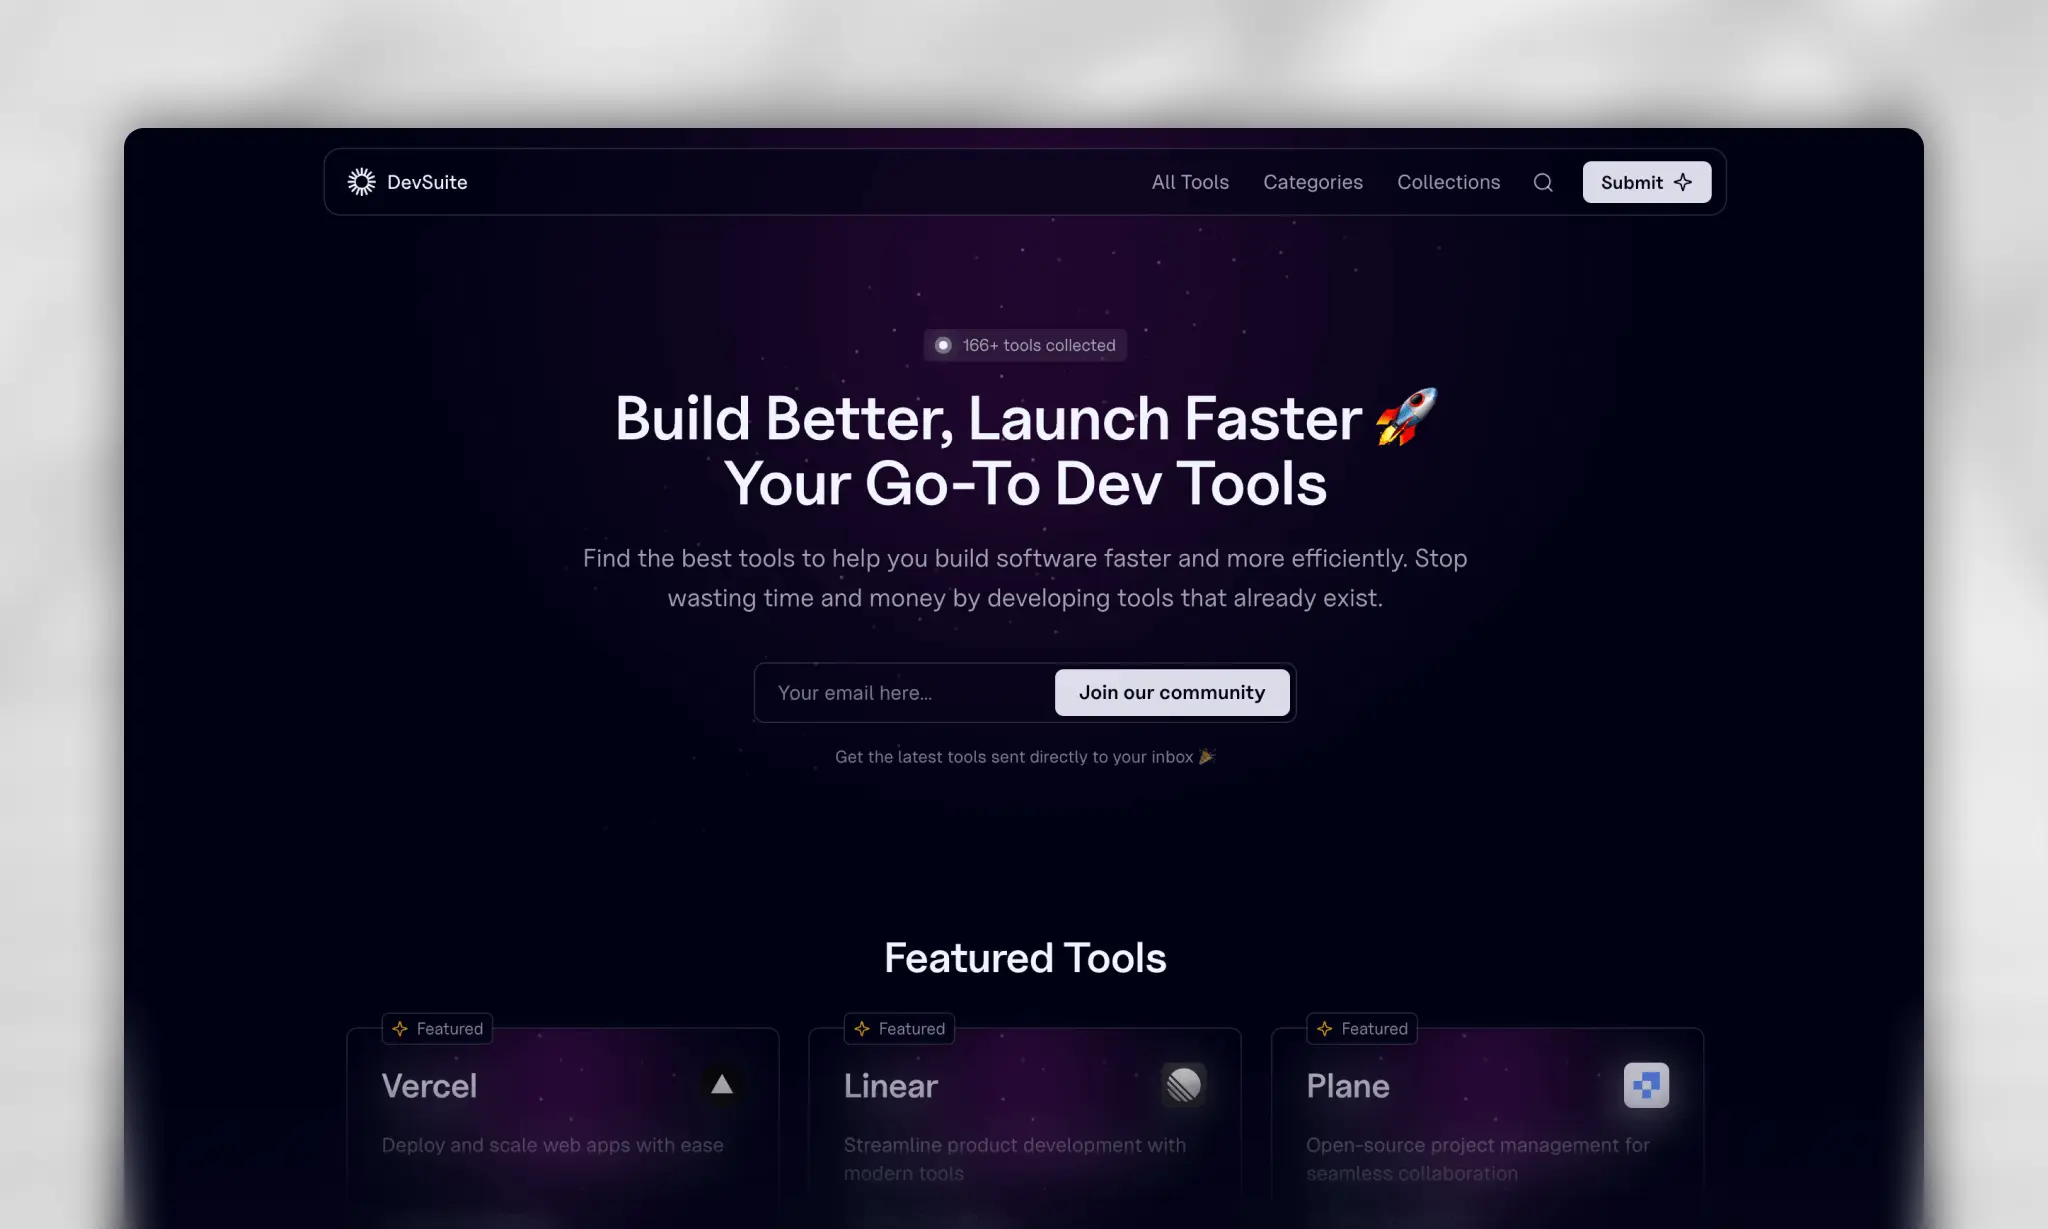 DevSuite
All Tools
Categories
Collections
Submit
166+ tools collected
Build Better, Launch Faster 🚀
Your Go-To Dev Tools
Find the best tools to help you build software faster and more efficiently. Stop
wasting time and money by developing tools that already exist.
Your email here...
Join our community
Get the latest tools sent directly to your inbox 🎉
Featured Tools
Featured
Vercel
Deploy and scale web apps with ease
Featured
Linear
Streamline product development with
modern tools
Featured
Plane
Open-source project management for
seamless collaboration